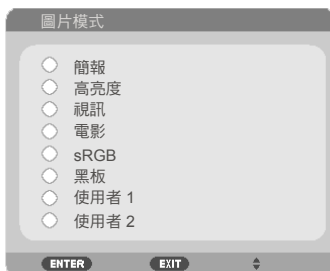 圖片模式
簡報
高亮度
視訊
電影
sRGB
黑板
使用者 1
使用者 2
ENTER EXIT